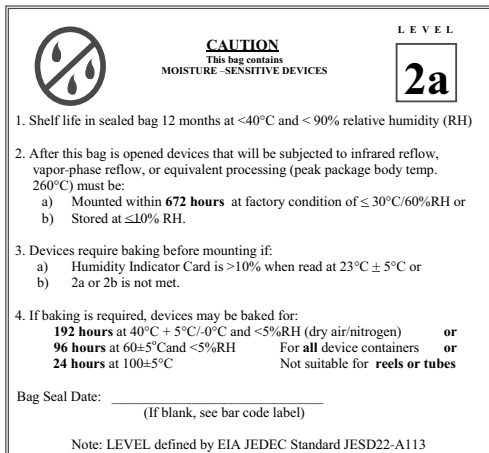 L E V E L
CAUTION
This bag contains
MOISTURE –SENSITIVE DEVICES
2a
1. Shelf life in sealed bag 12 months at <40°C and < 90% relative humidity (RH)
2. After this bag is opened devices that will be subjected to infrared reflow,
vapor-phase reflow, or equivalent processing (peak package body temp.
260°C) must be:
a) Mounted within 672 hours at factory condition of ≤ 30°C/60%RH or
b) Stored at ≤10% RH.
3. Devices require baking before mounting if:
a) Humidity Indicator Card is >10% when read at 23°C ± 5°C or
b) 2a or 2b is not met.
4. If baking is required, devices may be baked for:
192 hours at 40°C + 5°C/-0°C and <5%RH (dry air/nitrogen) or
96 hours at 60±5°Cand <5%RH For all device containers or
24 hours at 100±5°C Not suitable for reels or tubes
Bag Seal Date: ______________________________
(If blank, see bar code label)
Note: LEVEL defined by EIA JEDEC Standard JESD22-A113